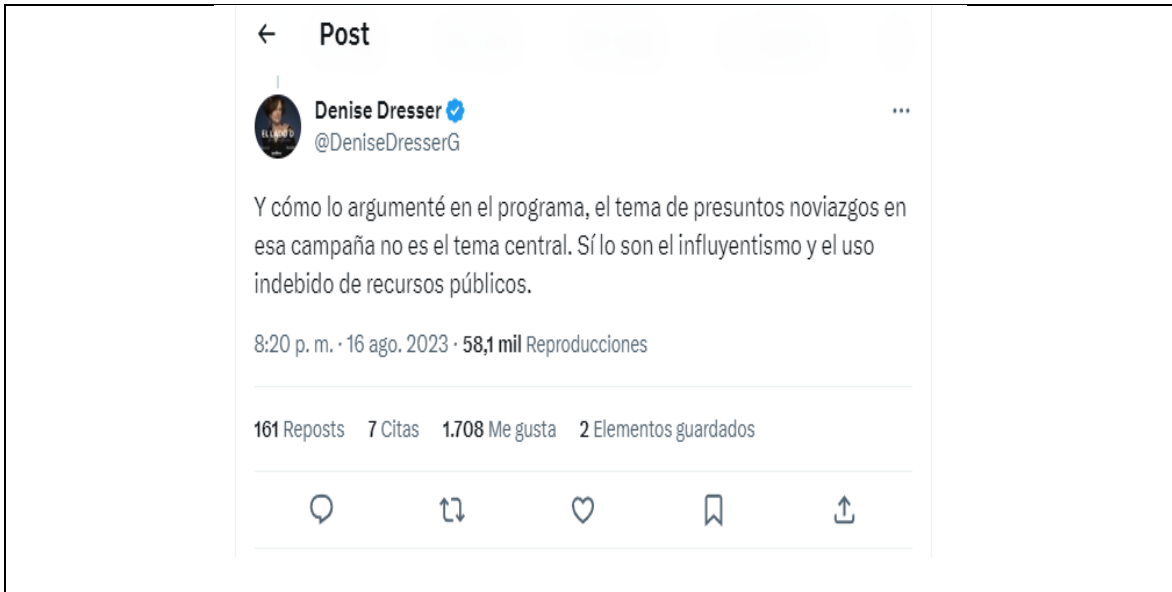 Post
Denise Dresser
@DeniseDresserG
EL LADO D
Y cómo lo argumenté en el programa, el tema de presuntos noviazgos en
esa campaña no es el tema central. Sí lo son el influyentismo y el uso
indebido de recursos públicos.
8:20 p. m. · 16 ago. 2023 · 58,1 mil Reproducciones
161 Reposts 7 Citas 1.708 Me gusta 2 Elementos guardados